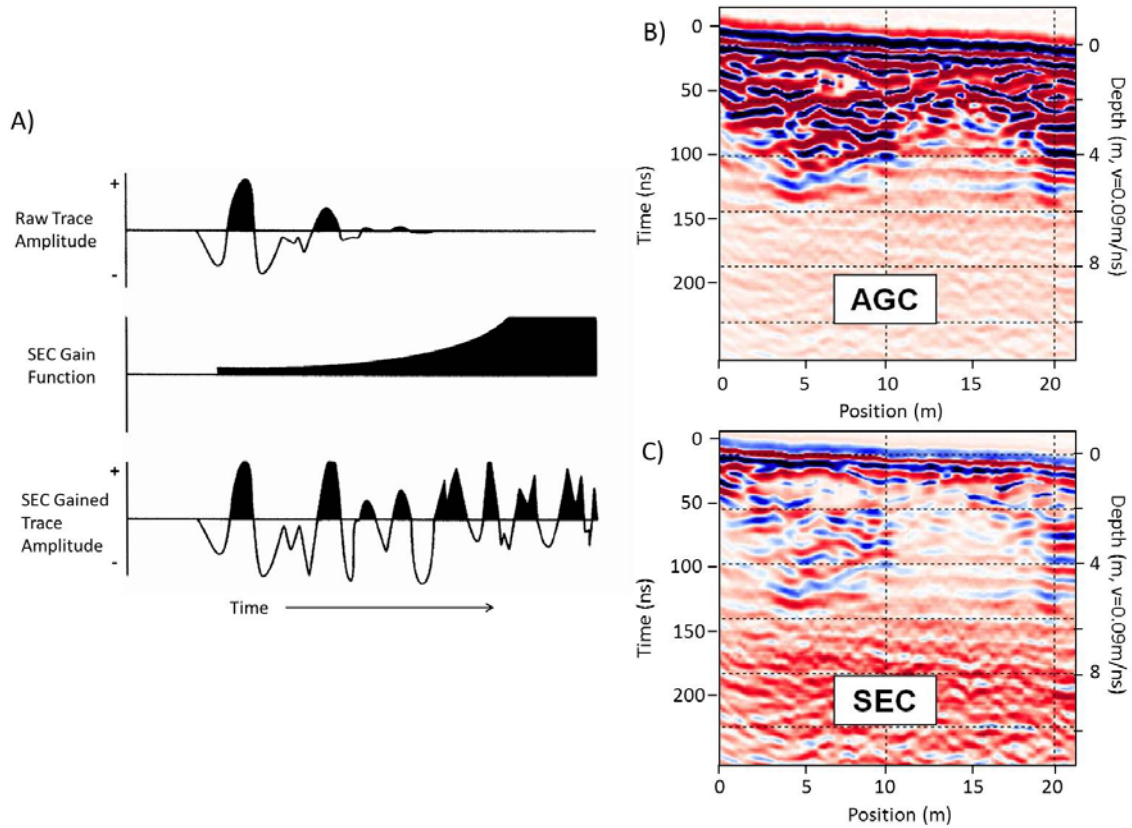 A)
+
Raw Trace
Amplitude
-
SEC Gain
Function
+
SEC Gained
Trace
Amplitude
-
Time
B)
0
50
100
150
200
Time (ns)
0
4
8
Depth (m, v=0.09m/ns)
AGC
0
5
10
15
20
Position (m)
C)
0
50
100
150
200
Time (ns)
0
4
8
Depth (m, v=0.09m/ns)
SEC
0
5
10
15
20
Position (m)